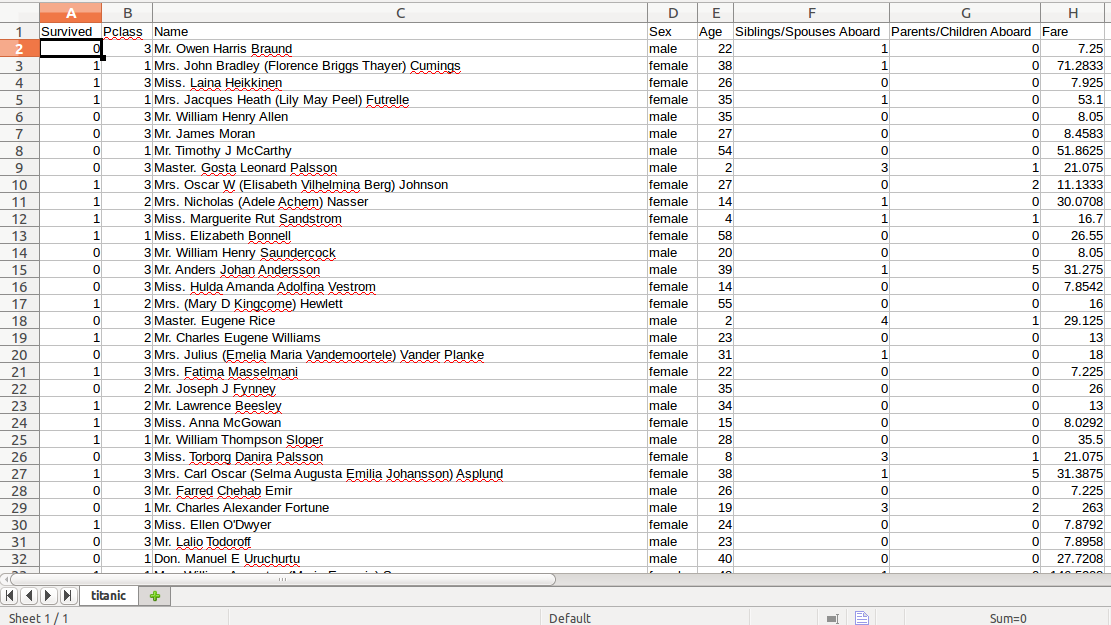 A B C D E F G H
1 Survived Pclass Name Sex Age Siblings/Spouses Aboard Parents/Children Aboard Fare
2 0 3 Mr. Owen Harris Braund male 22 1 0 7.25
3 1 1 Mrs. John Bradley (Florence Briggs Thayer) Cumings female 38 1 0 71.2833
4 1 3 Miss. Laina Heikkinen female 26 0 0 7.925
5 1 1 Mrs. Jacques Heath (Lily May Peel) Futrelle female 35 1 0 53.1
6 0 3 Mr. William Henry Allen male 35 0 0 8.05
7 0 3 Mr. James Moran male 27 0 0 8.4583
8 0 1 Mr. Timothy J McCarthy male 54 0 0 51.8625
9 0 3 Master. Gosta Leonard Palsson male 2 3 1 21.075
10 1 3 Mrs. Oscar W (Elisabeth Vilhelmina Berg) Johnson female 27 0 2 11.1333
11 1 2 Mrs. Nicholas (Adele Achem) Nasser female 14 1 0 30.0708
12 1 3 Miss. Marguerite Rut Sandstrom female 4 1 1 16.7
13 1 1 Miss. Elizabeth Bonnell female 58 0 0 26.55
14 0 3 Mr. William Henry Saundercock male 20 0 0 8.05
15 0 3 Mr. Anders Johan Andersson male 39 1 5 31.275
16 0 3 Miss. Hulda Amanda Adolfina Vestrom female 14 0 0 7.8542
17 1 2 Mrs. (Mary D Kingcome) Hewlett female 55 0 0 16
18 0 3 Master. Eugene Rice male 2 4 1 29.125
19 1 2 Mr. Charles Eugene Williams male 23 0 0 13
20 0 3 Mrs. Julius (Emelia Maria Vandemoortele) Vander Planke female 31 1 0 18
21 1 3 Mrs. Fatima Masselmani female 22 0 0 7.225
22 0 2 Mr. Joseph J Fynney male 35 0 0 26
23 1 2 Mr. Lawrence Beesley male 34 0 0 13
24 1 3 Miss. Anna McGowan female 15 0 0 8.0292
25 1 1 Mr. William Thompson Sloper male 28 0 0 35.5
26 0 3 Miss. Torborg Danira Palsson female 8 3 1 21.075
27 1 3 Mrs. Carl Oscar (Selma Augusta Emilia Johansson) Asplund female 38 1 5 31.3875
28 0 3 Mr. Farred Chehab Emir male 26 0 0 7.225
29 0 1 Mr. Charles Alexander Fortune male 19 3 2 263
30 1 3 Miss. Ellen O'Dwyer female 24 0 0 7.8792
31 0 3 Mr. Lalio Todoroff male 23 0 0 7.8958
32 0 1 Don. Manuel E Uruchurtu male 40 0 0 27.7208
titanic
Sheet 1 / 1 Default Sum=0